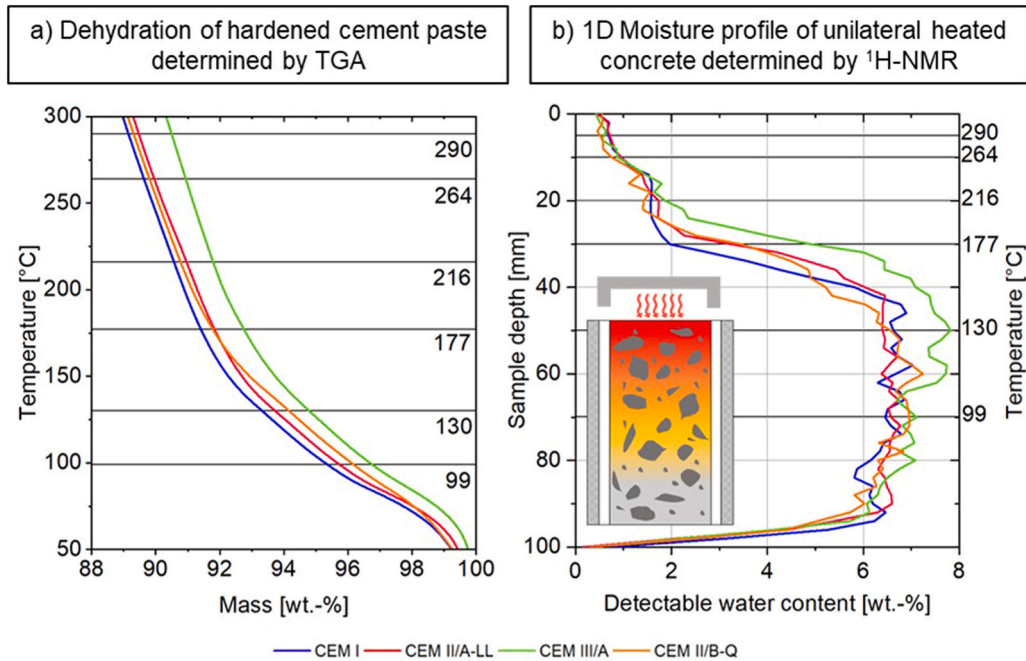 a) Dehydration of hardened cement paste
determined by TGA
b) 1D Moisture profile of unilateral heated
concrete determined by ¹H-NMR
300
250
200
150
100
50
Temperature [°C]
290
264
216
177
130
99
88 90 92 94 96 98 100
Mass [wt.-%]
0
20
40
60
80
100
Sample depth [mm]
290
264
216
177
130
99
Temperature [°C]
0 2 4 6 8
Detectable water content [wt.-%]
CEM I CEM II/A-LL CEM III/A CEM II/B-Q